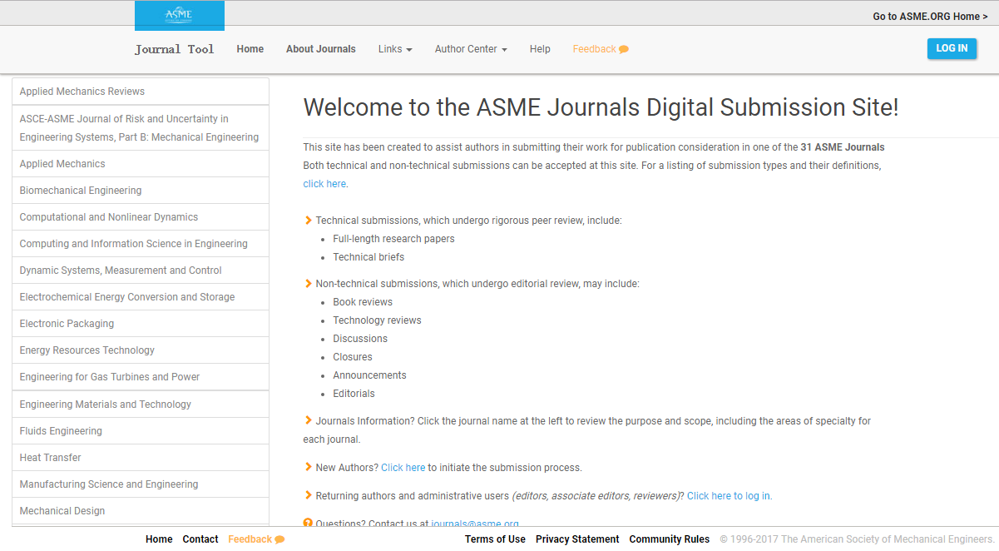 ASME
Go to ASME.ORG Home >
Journal Tool Home About Journals Links Author Center Help Feedback LOG IN
Applied Mechanics Reviews
ASCE-ASME Journal of Risk and Uncertainty in
Engineering Systems, Part B: Mechanical Engineering
Applied Mechanics
Biomechanical Engineering
Computational and Nonlinear Dynamics
Computing and Information Science in Engineering
Dynamic Systems, Measurement and Control
Electrochemical Energy Conversion and Storage
Electronic Packaging
Energy Resources Technology
Engineering for Gas Turbines and Power
Engineering Materials and Technology
Fluids Engineering
Heat Transfer
Manufacturing Science and Engineering
Mechanical Design
Welcome to the ASME Journals Digital Submission Site!
This site has been created to assist authors in submitting their work for publication consideration in one of the 31 ASME Journals
Both technical and non-technical submissions can be accepted at this site. For a listing of submission types and their definitions,
click here.
Technical submissions, which undergo rigorous peer review, include:
• Full-length research papers
• Technical briefs
Non-technical submissions, which undergo editorial review, may include:
• Book reviews
• Technology reviews
• Discussions
• Closures
• Announcements
• Editorials
Journals Information? Click the journal name at the left to review the purpose and scope, including the areas of specialty for
each journal.
New Authors? Click here to initiate the submission process.
Returning authors and administrative users (editors, associate editors, reviewers)? Click here to log in.
Questions? Contact us at journals@asme.org
Home Contact Feedback Terms of Use Privacy Statement Community Rules © 1996-2017 The American Society of Mechanical Engineers.